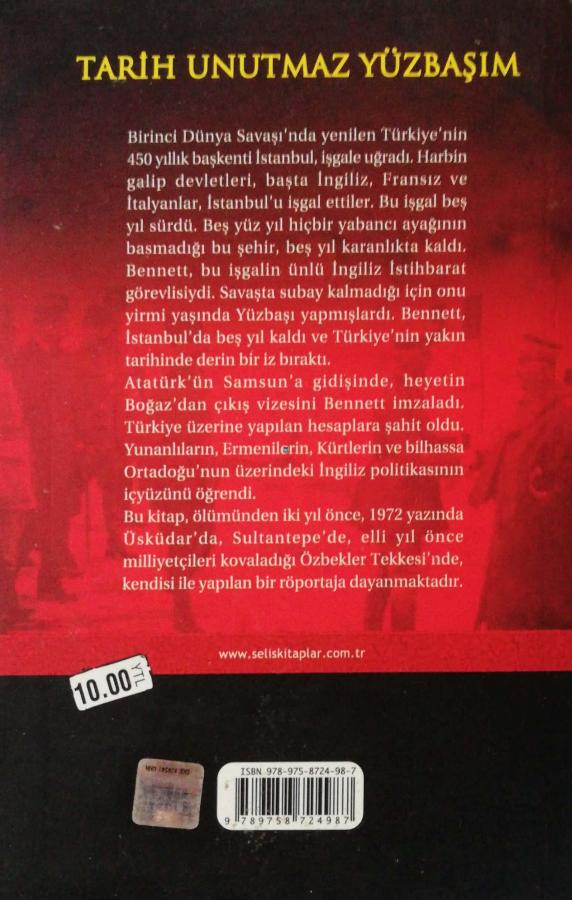 TARİH UNUTMAZ YÜZBAŞIM
Birinci Dünya Savaşı'nda yenilen Türkiye'nin
450 yıllık başkenti İstanbul, işgale uğradı. Harbin
galip devletleri, başta İngiliz, Fransız ve
İtalyanlar, İstanbul'u işgal ettiler. Bu işgal beş
yıl sürdü. Beş yüz yıl hiçbir yabancı ayağının
basmadığı bu şehir, beş yıl karanlıkta kaldı.
Bennett, bu işgalin ünlü İngiliz İstihbarat
görevlisiydi. Savaşta subay kalmadığı için onu
yirmi yaşında Yüzbaşı yapmışlardı. Bennett,
İstanbul'da beş yıl kaldı ve Türkiye'nin yakın
tarihinde derin bir iz bıraktı.
Atatürk'ün Samsun'a gidişinde, heyetin
Boğaz'dan çıkış vizesini Bennett imzaladı.
Türkiye üzerine yapılan hesaplara şahit oldu.
Yunanlıların, Ermenilerin, Kürtlerin ve bilhassa
Ortadoğu'nun üzerindeki İngiliz politikasının
içyüzünü öğrendi.
Bu kitap, ölümünden iki yıl önce, 1972 yazında
Üsküdar'da, Sultantepe'de, elli yıl önce
milliyetçileri kovaladığı Özbekler Tekkesi'nde,
kendisi ile yapılan bir röportaja dayanmaktadır.
www.seliskitaplar.com.tr
10.00 YTL
ISBN 978-975-8724-98-7
9 789758 724987